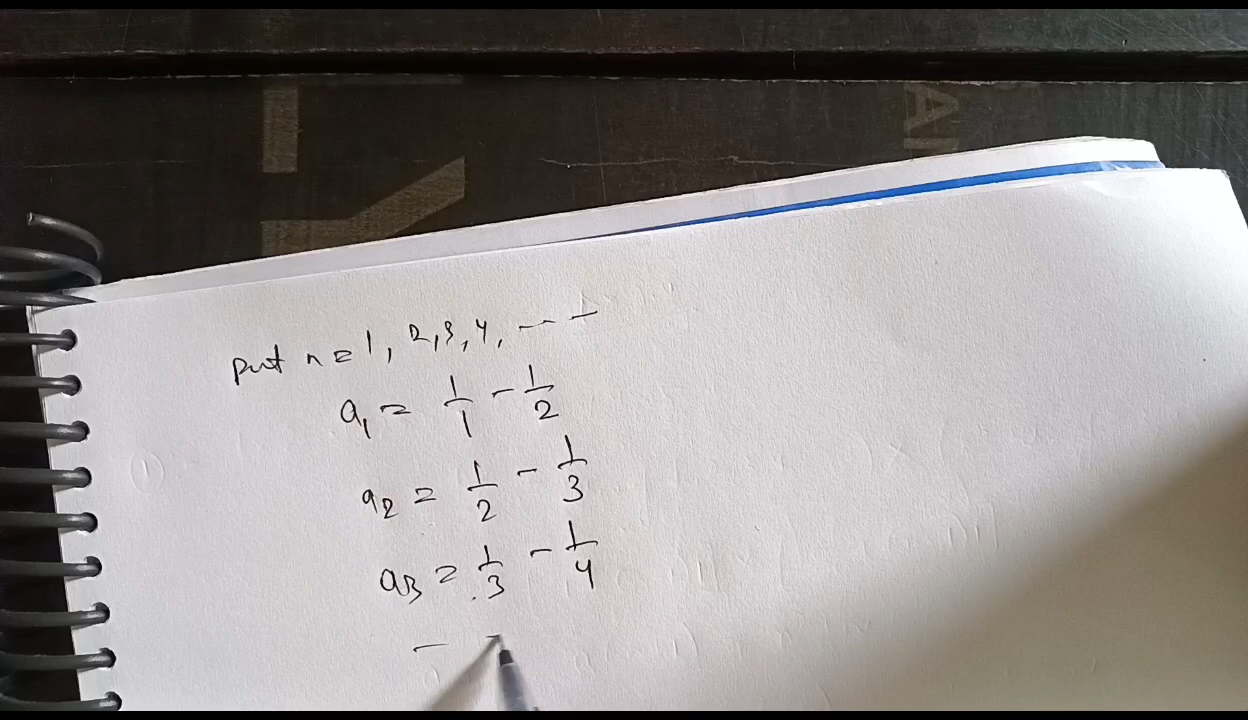 put n = 1, 2, 3, 4, — —
a₁ = 1/1 - 1/2
a₂ = 1/2 - 1/3
a₃ = 1/3 - 1/4
— —